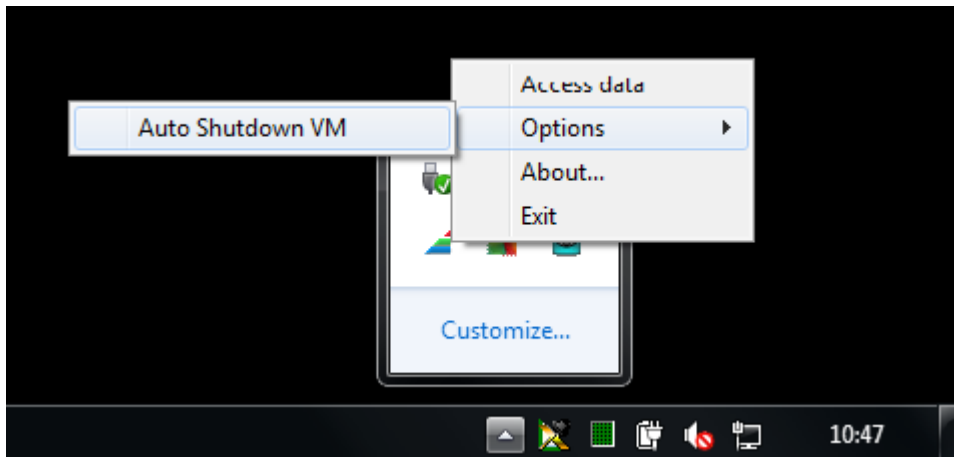 Access data
Auto Shutdown VM
Options
About...
Exit
Customize...
10:47